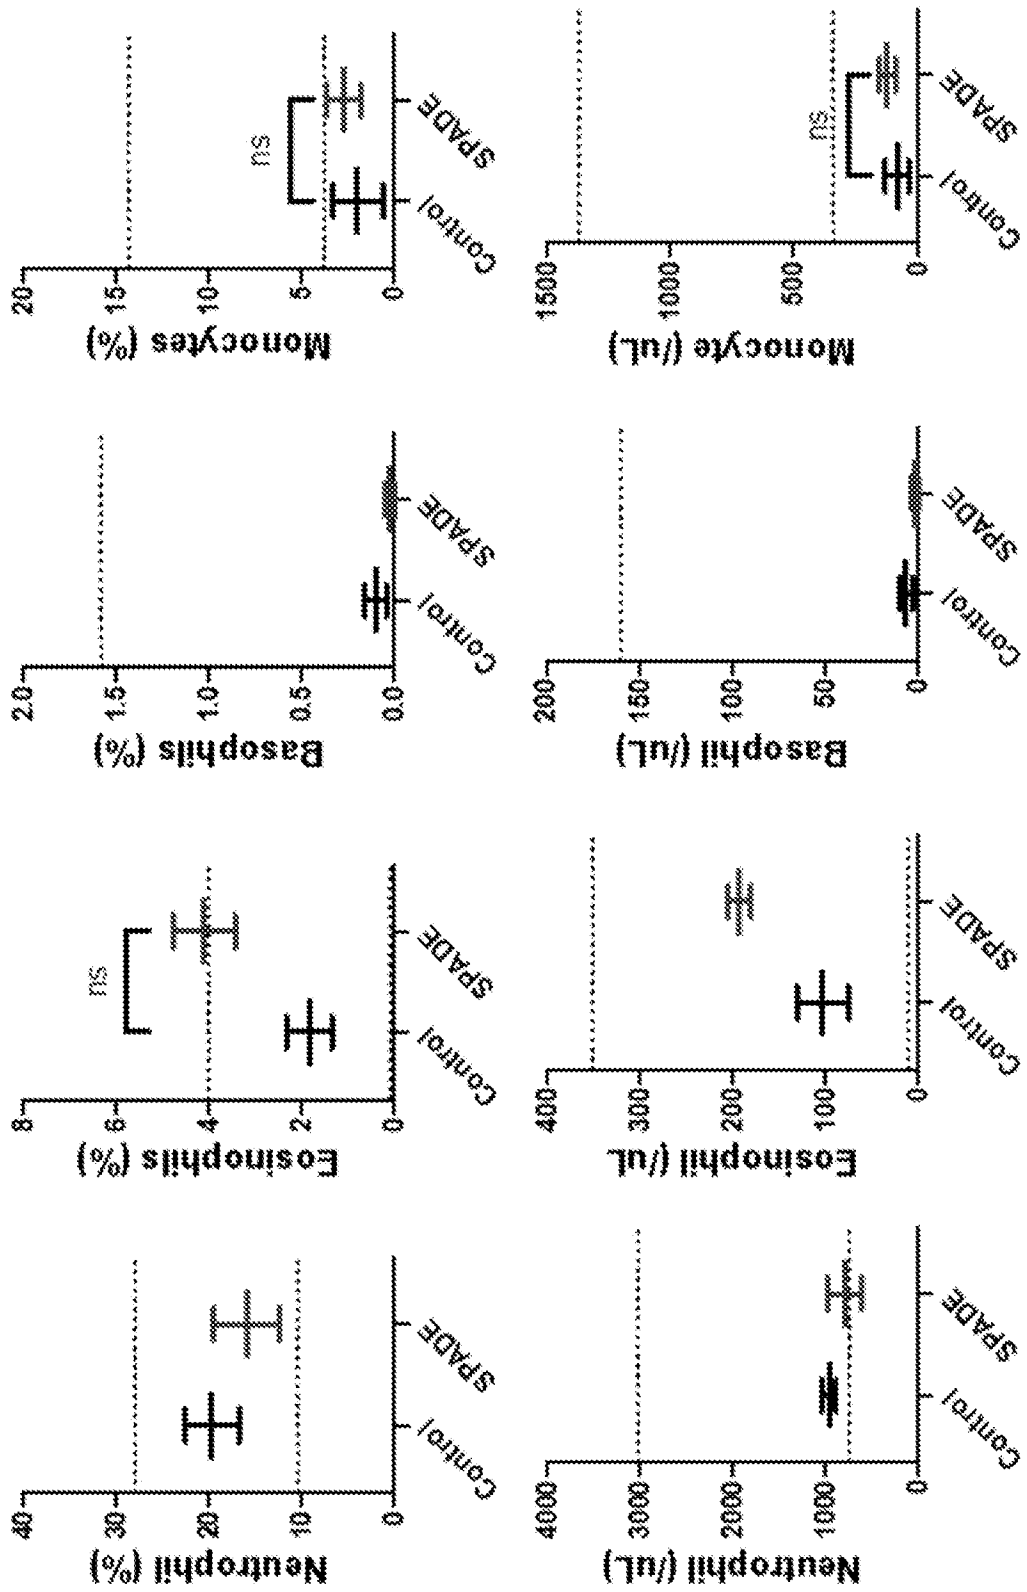 Neutrophil (%)
40
30
20
10
0
Control
SPADE
Eosinophils (%)
8
6
4
2
0
ns
Control
SPADE
Basophils (%)
2.0
1.5
1.0
0.5
0.0
Control
SPADE
Monocytes (%)
20
15
10
5
0
ns
Control
SPADE
Neutrophil (/uL)
4000
3000
2000
1000
0
Control
SPADE
Eosinophil (/uL
400
300
200
100
0
Control
SPADE
Basophil (/uL)
200
150
100
50
0
Control
SPADE
Monocyte (/uL)
1500
1000
500
0
ns
Control
SPADE